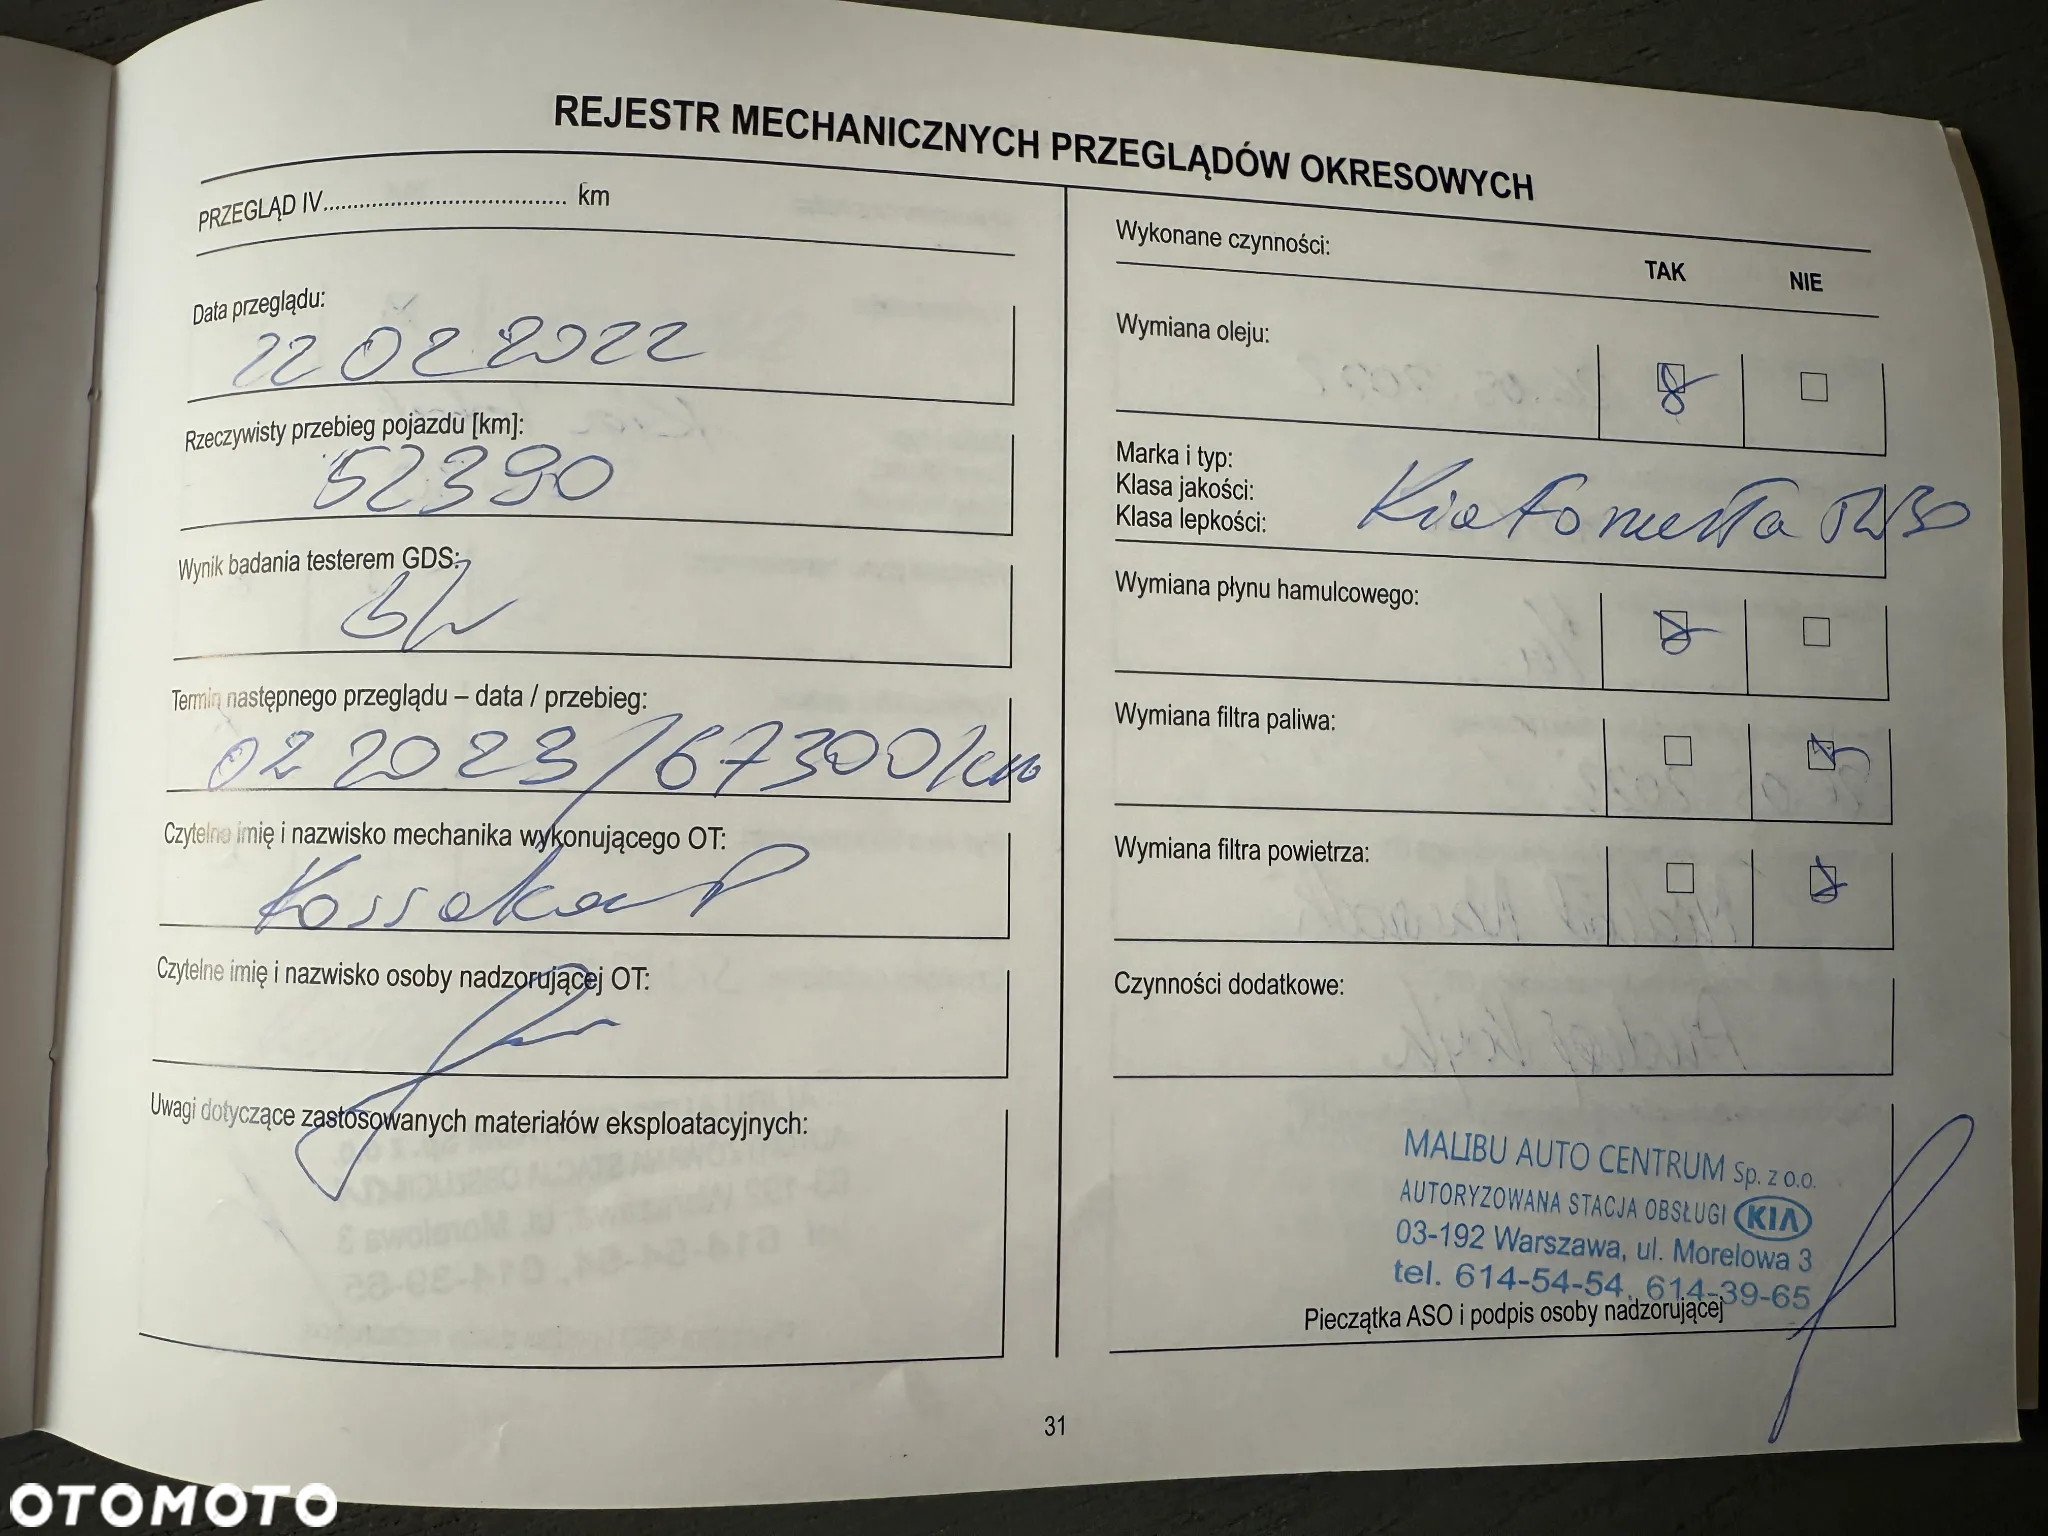 REJESTR MECHANICZNYCH PRZEGLĄDÓW OKRESOWYCH
PRZEGLĄD IV........................................ km
Data przeglądu:
22 02 2022
Rzeczywisty przebieg pojazdu [km]:
52390
Wynik badania testerem GDS:
Termin następnego przeglądu – data / przebieg:
02 2023 / 67300 km
Czytelne imię i nazwisko mechanika wykonującego OT:
Czytelne imię i nazwisko osoby nadzorującej OT:
Uwagi dotyczące zastosowanych materiałów eksploatacyjnych:
Wykonane czynności:
TAK NIE
Wymiana oleju:
Marka i typ:
Klasa jakości:
Klasa lepkości:
Kia
Wymiana płynu hamulcowego:
Wymiana filtra paliwa:
Wymiana filtra powietrza:
Czynności dodatkowe:
MALIBU AUTO CENTRUM Sp. z o.o.
AUTORYZOWANA STACJA OBSŁUGI KIA
03-192 Warszawa, ul. Morelowa 3
tel. 614-54-54, 614-39-65
Pieczątka ASO i podpis osoby nadzorującej
31
OTOMOTO